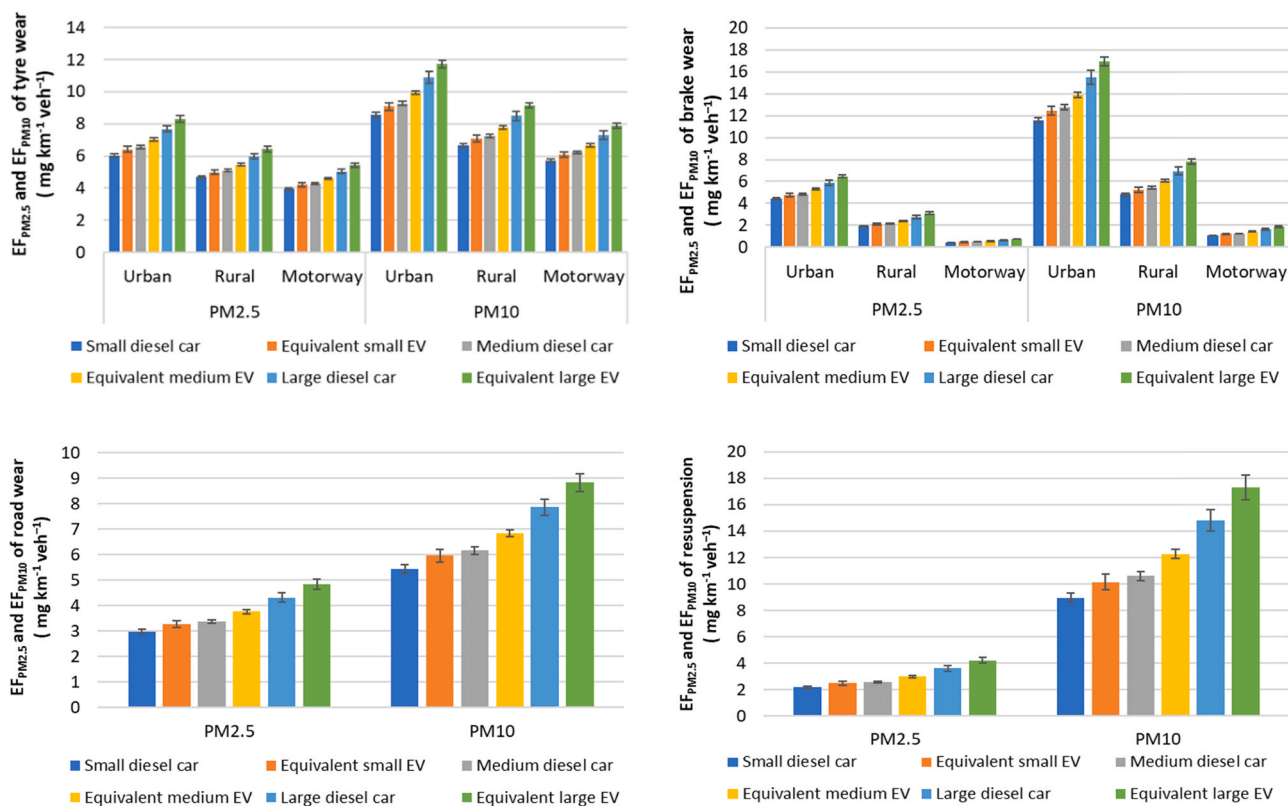 EF_PM2.5 and EF_PM10 of tyre wear
( mg km⁻¹ veh⁻¹)
14
12
10
8
6
4
2
0
Urban Rural Motorway Urban Rural Motorway
PM2.5 PM10
Small diesel car Equivalent small EV Medium diesel car
Equivalent medium EV Large diesel car Equivalent large EV
EF_PM2.5 and EF_PM10 of brake wear
( mg km⁻¹ veh⁻¹)
20
18
16
14
12
10
8
6
4
2
0
Urban Rural Motorway Urban Rural Motorway
PM2.5 PM10
Small diesel car Equivalent small EV Medium diesel car
Equivalent medium EV Large diesel car Equivalent large EV
EF_PM2.5 and EF_PM10 of road wear
( mg km⁻¹ veh⁻¹)
10
9
8
7
6
5
4
3
2
1
0
PM2.5 PM10
Small diesel car Equivalent small EV Medium diesel car
Equivalent medium EV Large diesel car Equivalent large EV
EF_PM2.5 and EF_PM10 of resuspension
( mg km⁻¹ veh⁻¹)
20
18
16
14
12
10
8
6
4
2
0
PM2.5 PM10
Small diesel car Equivalent small EV Medium diesel car
Equivalent medium EV Large diesel car Equivalent large EV